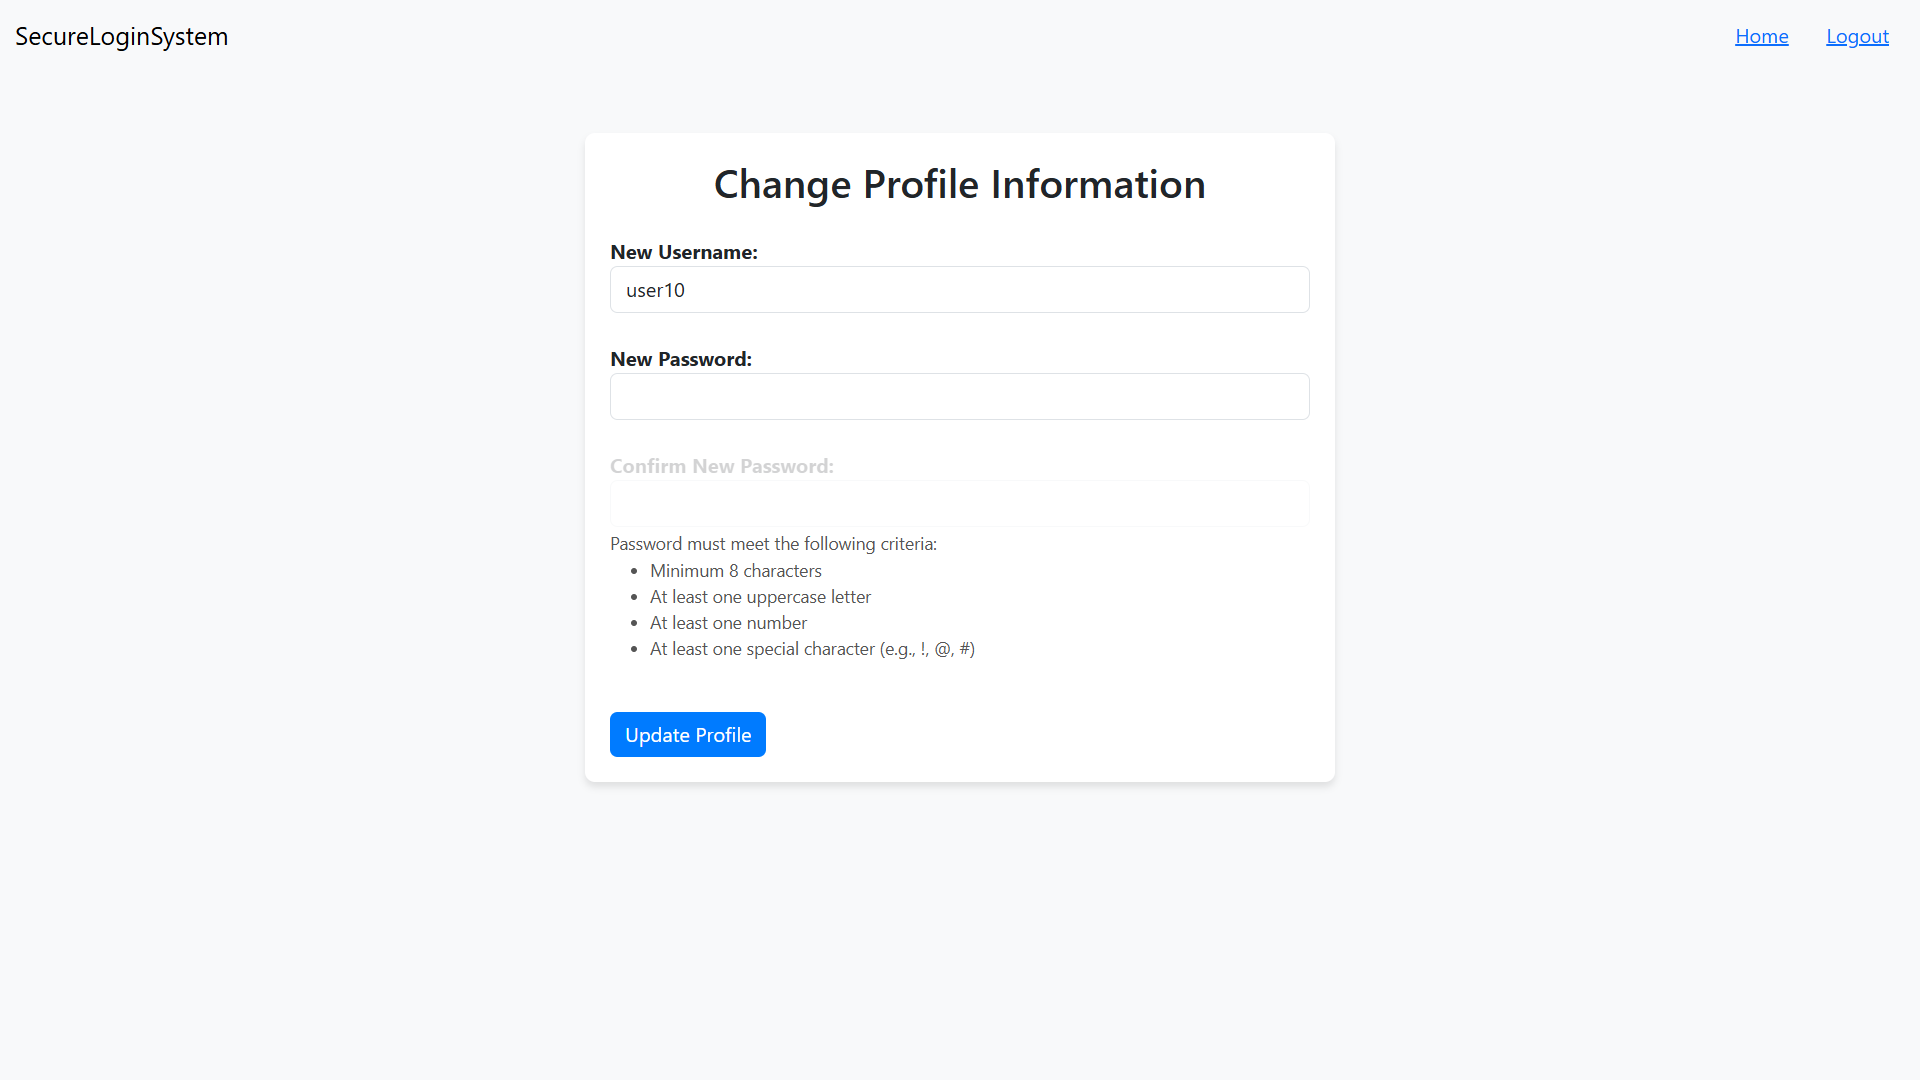 SecureLoginSystem
Home
Logout
Change Profile Information
New Username:
user10
New Password:
Confirm New Password:
Password must meet the following criteria:
• Minimum 8 characters
• At least one uppercase letter
• At least one number
• At least one special character (e.g., !, @, #)
Update Profile